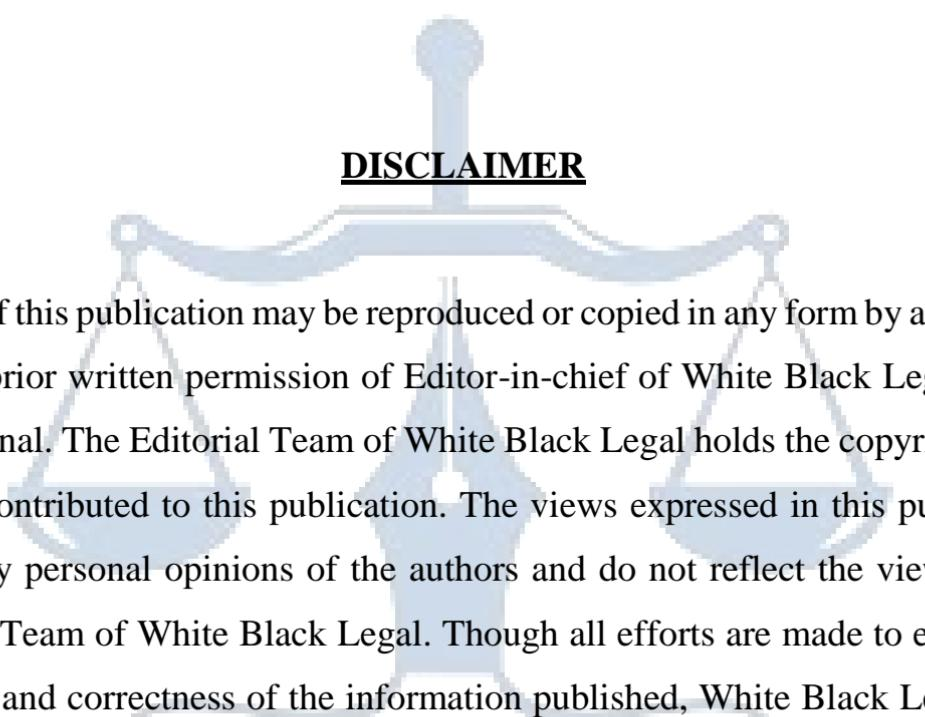 DISCLAIMER
f this publication may be reproduced or copied in any form by a
prior written permission of Editor-in-chief of White Black Leg
nal. The Editorial Team of White Black Legal holds the copyr
ontributed to this publication. The views expressed in this pu
y personal opinions of the authors and do not reflect the view
Team of White Black Legal. Though all efforts are made to e
and correctness of the information published, White Black Le